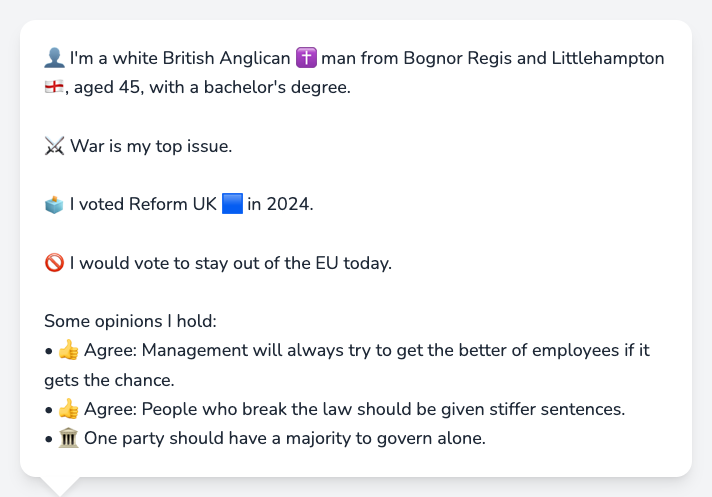 👤 I'm a white British Anglican ✝️ man from Bognor Regis and Littlehampton
🏴󠁧󠁢󠁥󠁮󠁧󠁿, aged 45, with a bachelor's degree.
⚔️ War is my top issue.
🗳️ I voted Reform UK 🟦 in 2024.
🚫 I would vote to stay out of the EU today.
Some opinions I hold:
• 👍 Agree: Management will always try to get the better of employees if it
gets the chance.
• 👍 Agree: People who break the law should be given stiffer sentences.
• 🏛️ One party should have a majority to govern alone.